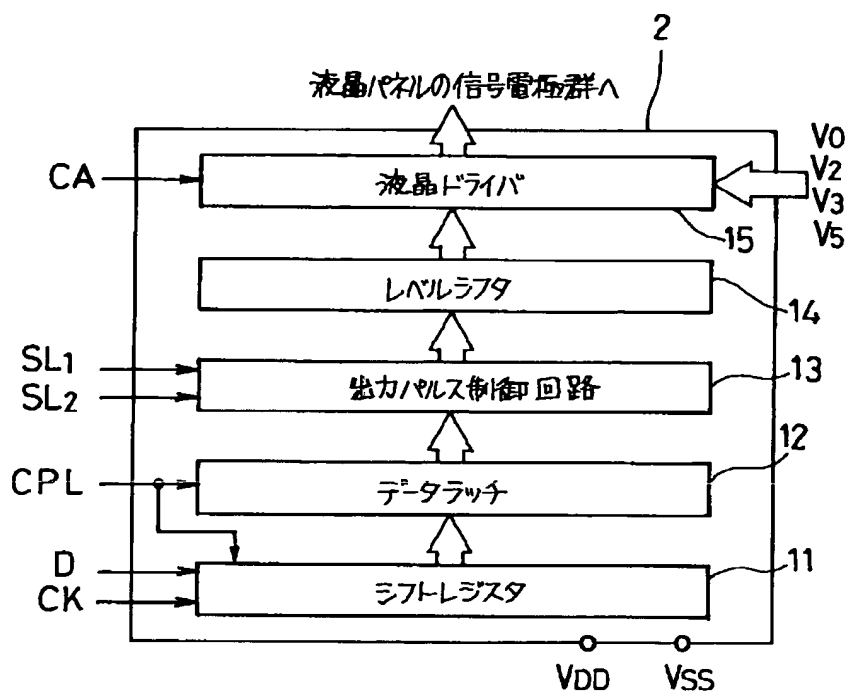 2
液晶パネルの信号電極群へ
V0
CA
液晶ドライバ
V2
V3
15
V5
レベルシフタ
14
SL1
出力パルス制御回路
13
SL2
12
CPL
データラッチ
D
11
シフトレジスタ
CK
VDD
VSS